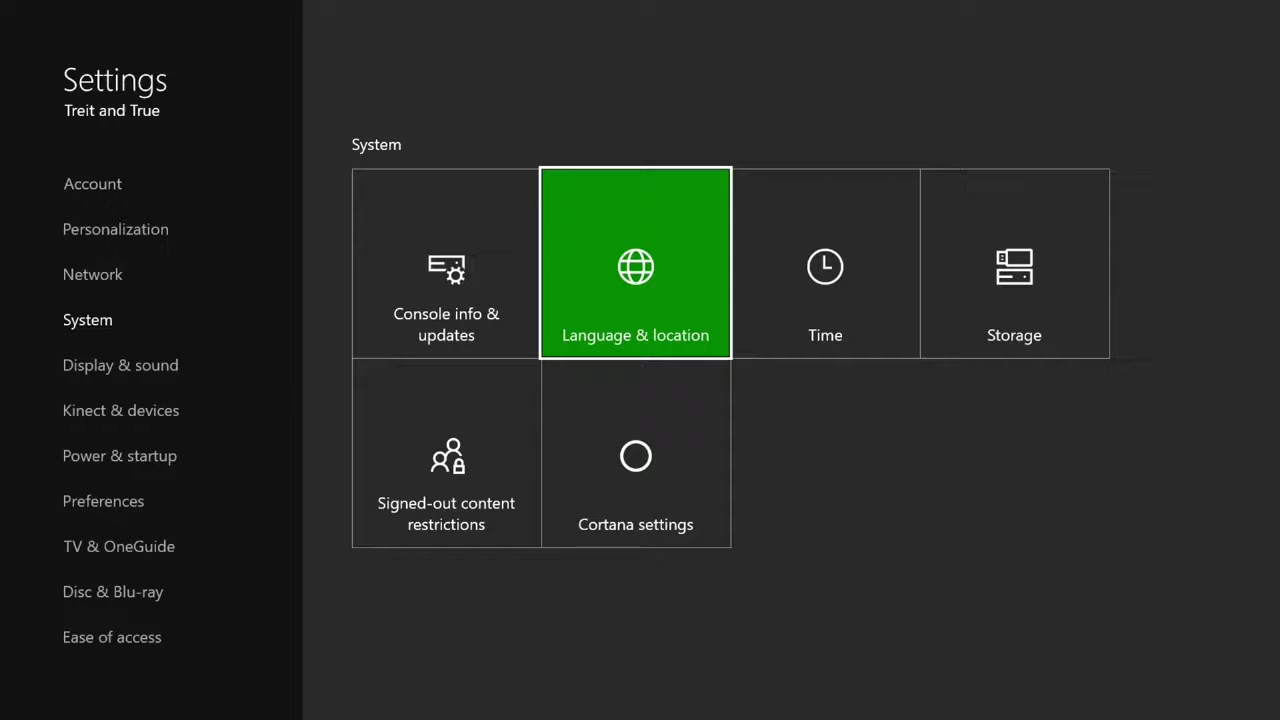 Settings
Treit and True
Account
Personalization
Network
System
Display & sound
Kinect & devices
Power & startup
Preferences
TV & OneGuide
Disc & Blu-ray
Ease of access
System
Console info &
updates
Language & location
Time
Storage
Signed-out content
restrictions
Cortana settings